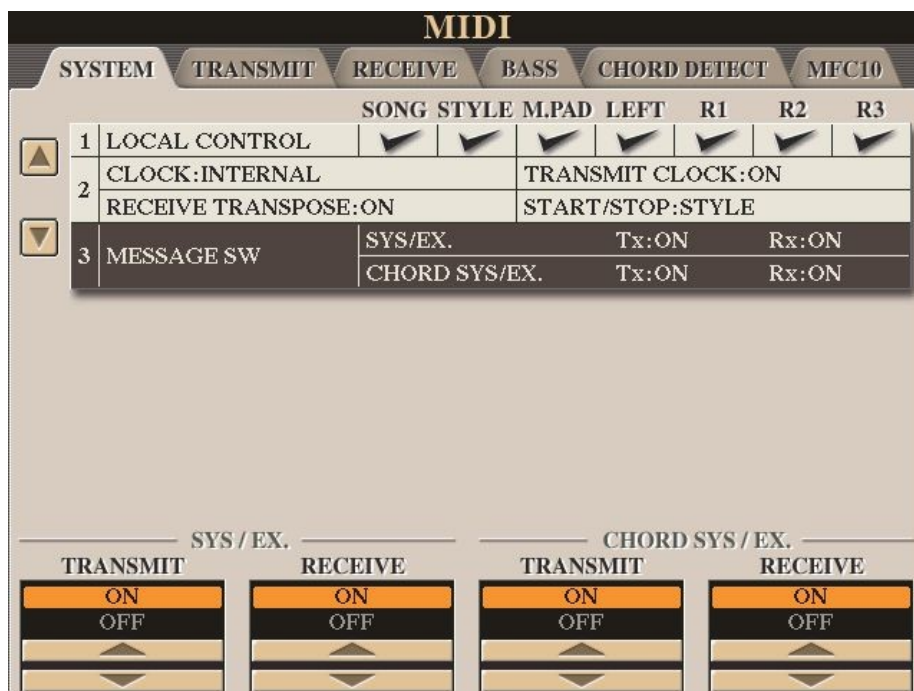 MIDI
SYSTEM TRANSMIT RECEIVE BASS CHORD DETECT MFC10
SONG STYLE M.PAD LEFT R1 R2 R3
1 LOCAL CONTROL
2 CLOCK:INTERNAL TRANSMIT CLOCK:ON
RECEIVE TRANSPOSE:ON START/STOP:STYLE
3 MESSAGE SW SYS/EX. Tx:ON Rx:ON
CHORD SYS/EX. Tx:ON Rx:ON
SYS / EX. CHORD SYS / EX.
TRANSMIT RECEIVE TRANSMIT RECEIVE
ON ON ON ON
OFF OFF OFF OFF